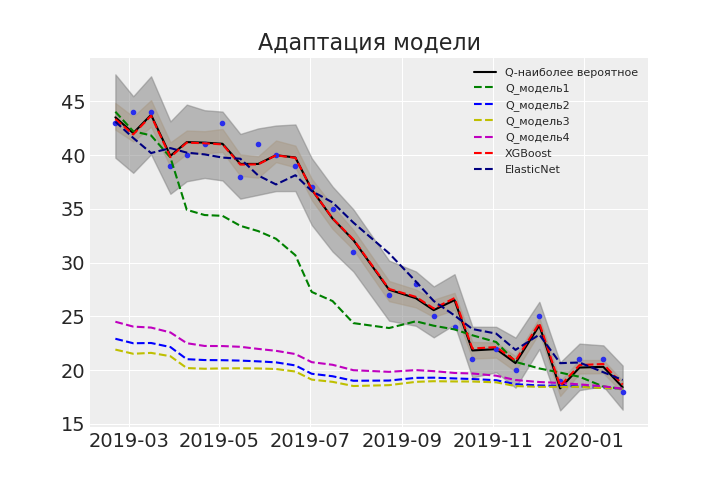 Адаптация модели
Q-наиболее вероятное
Q_модель1
Q_модель2
Q_модель3
Q_модель4
XGBoost
ElasticNet
45
40
35
30
25
20
15
2019-03 2019-05 2019-07 2019-09 2019-11 2020-01